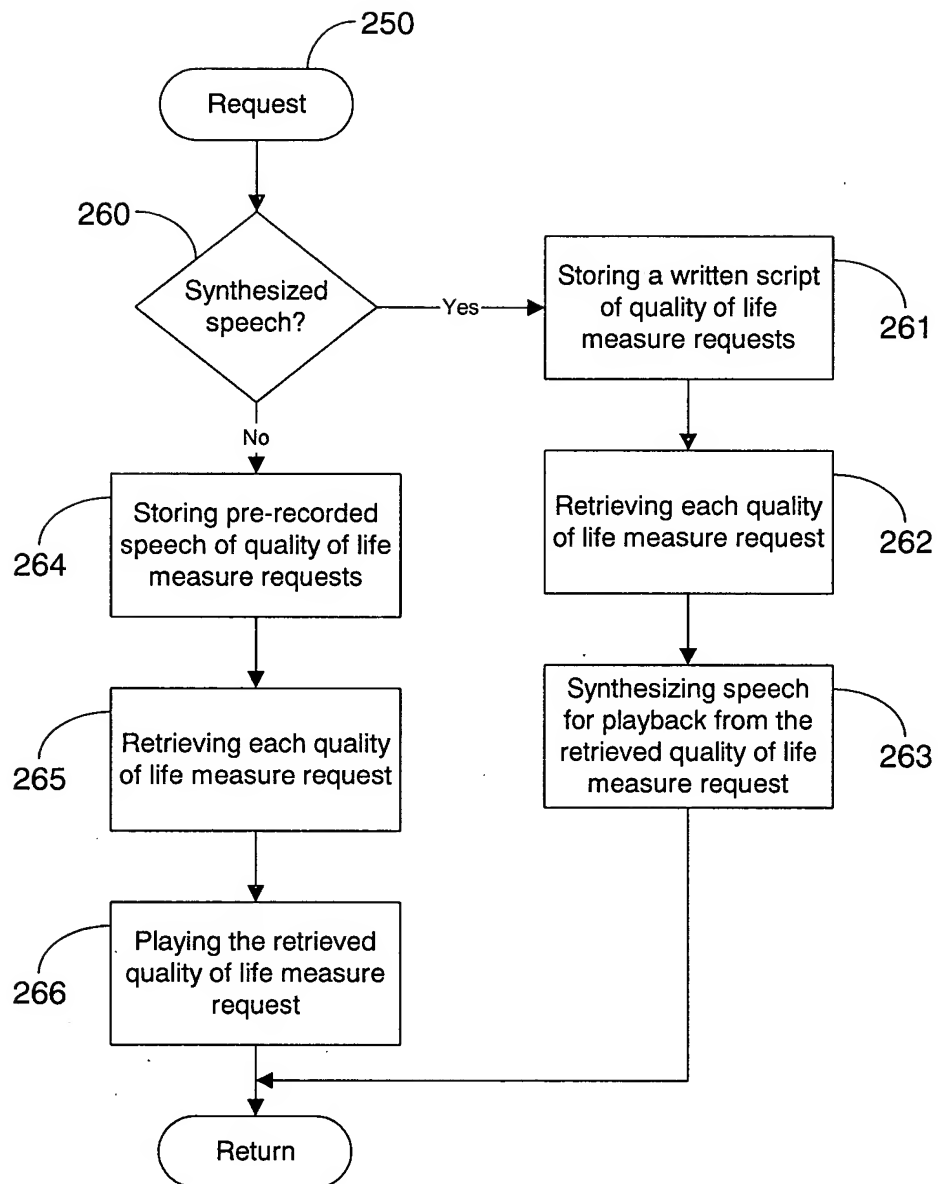 250
Request
260
Synthesized
speech?
Yes
Storing a written script
of quality of life
measure requests
261
No
Retrieving each quality
of life measure request
262
Storing pre-recorded
speech of quality of life
measure requests
264
Synthesizing speech
for playback from the
retrieved quality of life
measure request
263
Retrieving each quality
of life measure request
265
Playing the retrieved
quality of life measure
request
266
Return